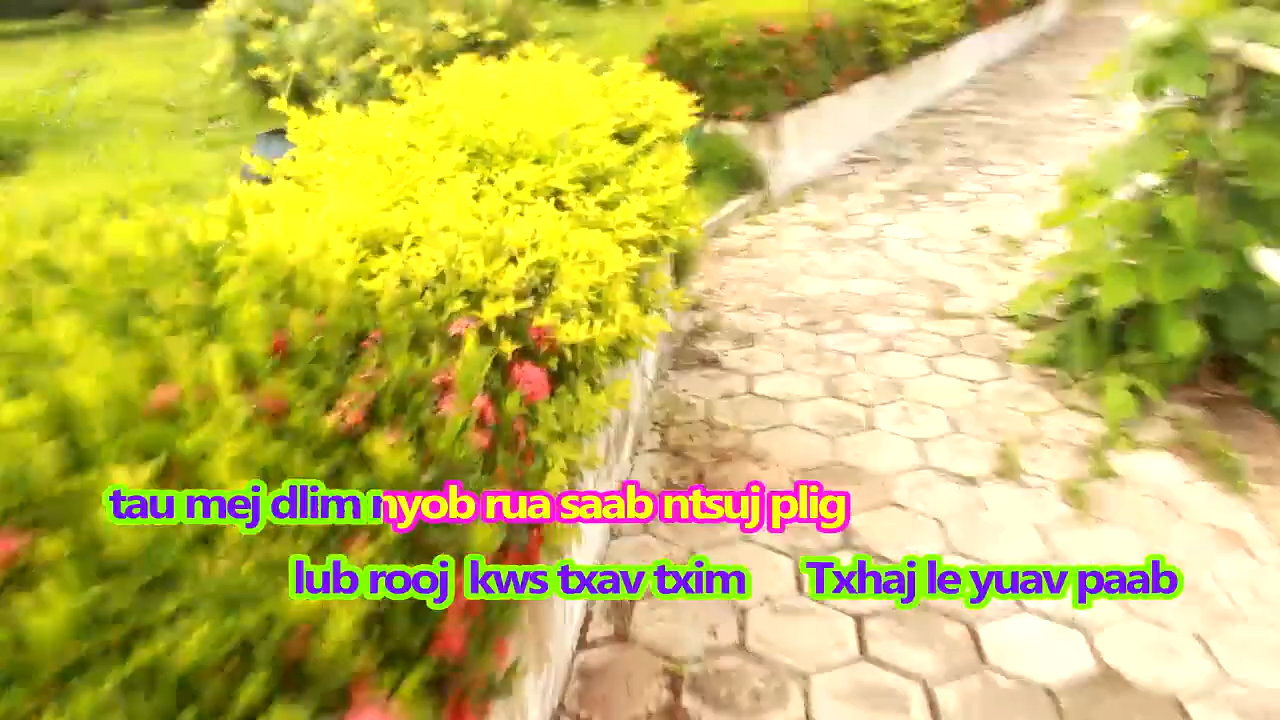 tau mej dlim nyob rua saab ntsuj plig
lub rooj kws txav txim Txhaj le yuav paab